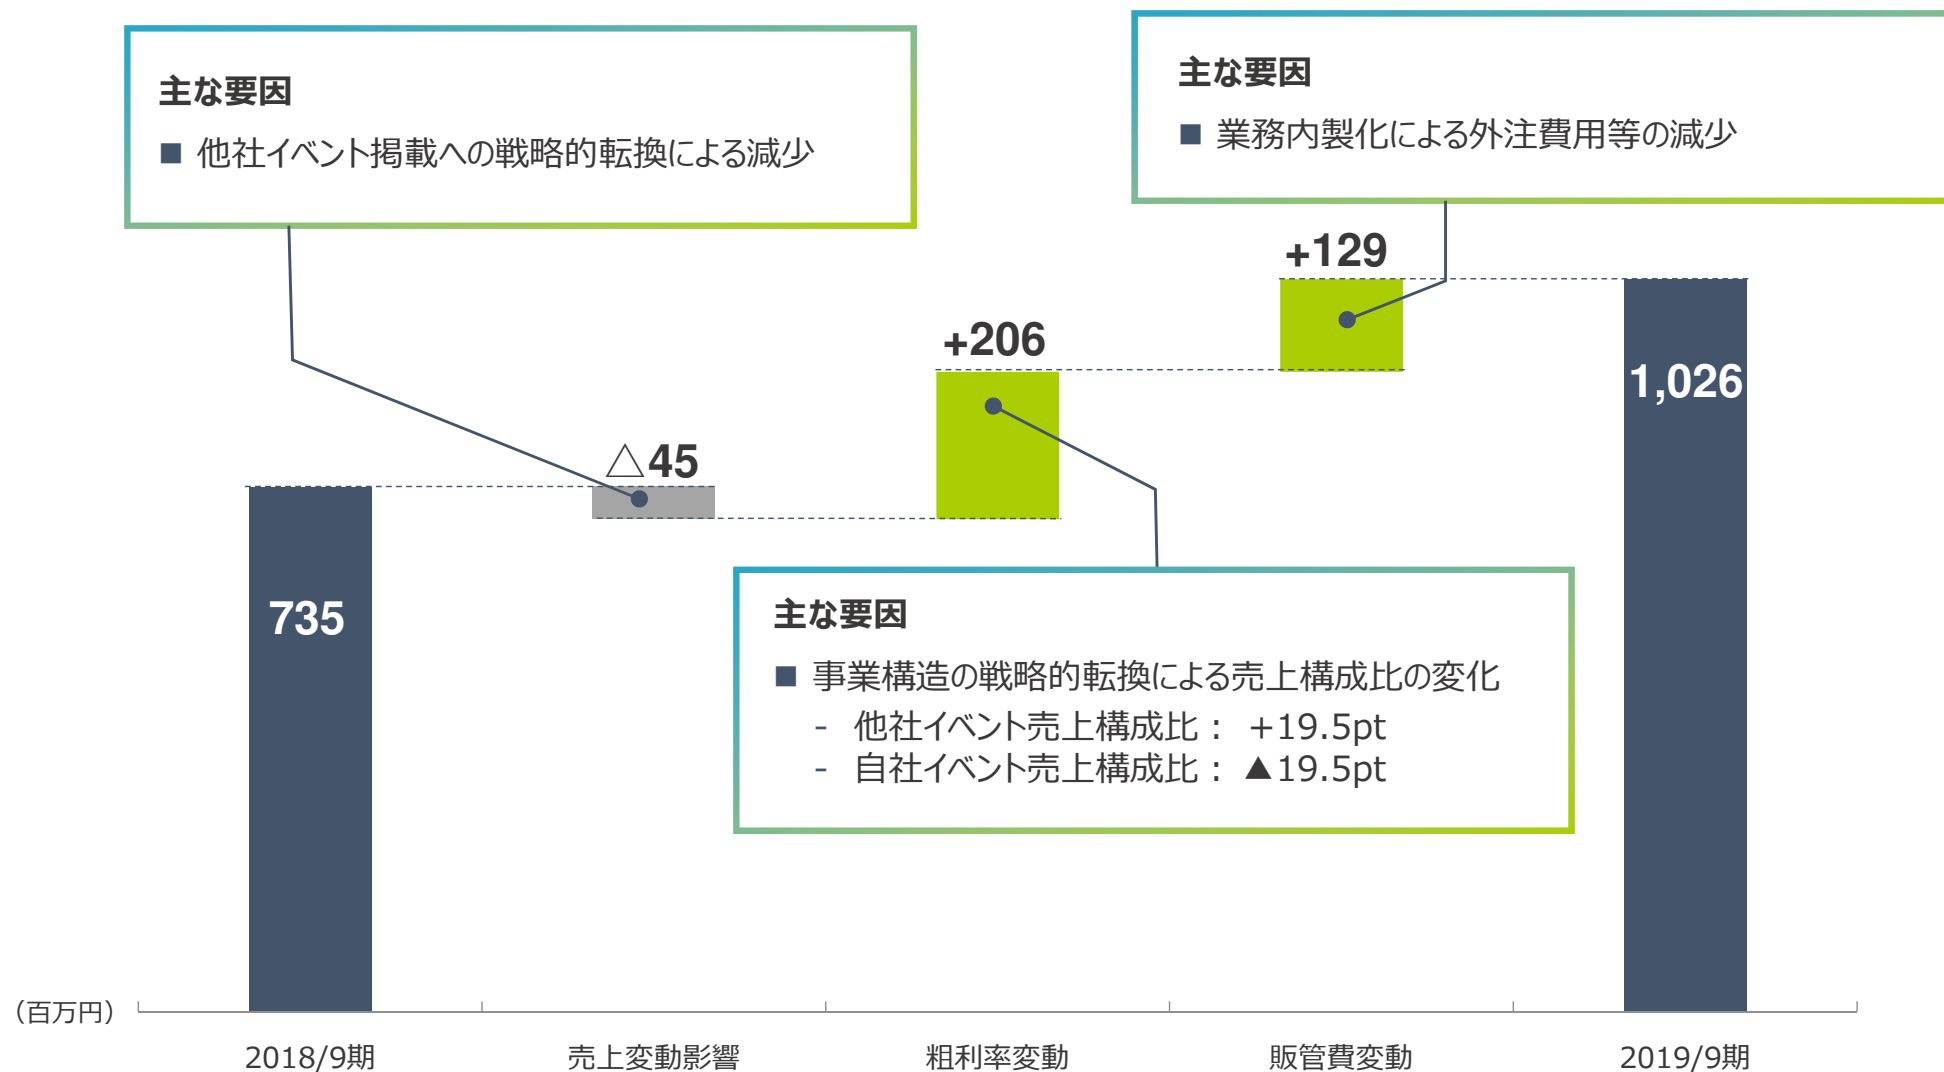 主な要因
■ 他社イベント掲載への戦略的転換による減少
主な要因
■ 業務内製化による外注費用等の減少
+129
+206
1,026
△45
735
主な要因
■ 事業構造の戦略的転換による売上構成比の変化
- 他社イベント売上構成比： +19.5pt
- 自社イベント売上構成比： ▲19.5pt
（百万円）
2018/9期 売上変動影響 粗利率変動 販管費変動 2019/9期